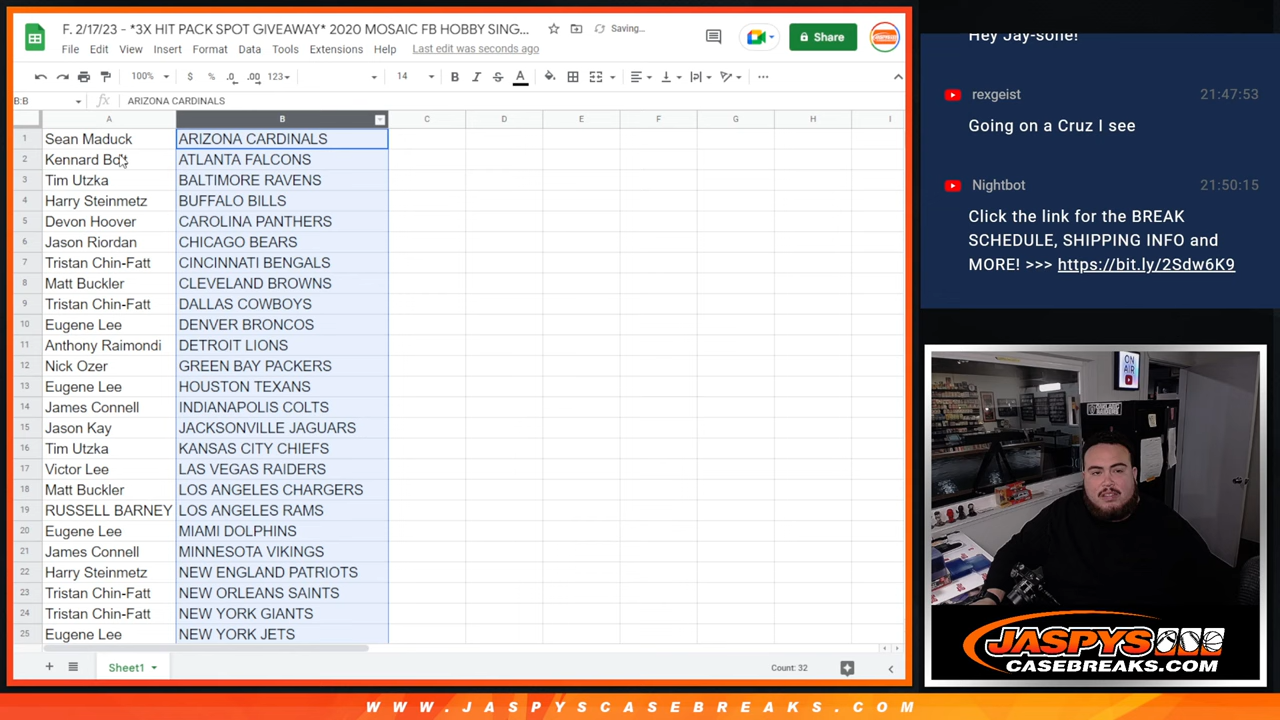 F. 2/17/23 - *3X HIT PACK SPOT GIVEAWAY* 2020 MOSAIC FB HOBBY SING...
Saving...
Share
File Edit View Insert Format Data Tools Extensions Help Last edit was seconds ago
100% $ % .0 .00 123 14 B I S A
B:B fx ARIZONA CARDINALS
A B C D E F G H I
1 Sean Maduck ARIZONA CARDINALS
2 Kennard Bott ATLANTA FALCONS
3 Tim Utzka BALTIMORE RAVENS
4 Harry Steinmetz BUFFALO BILLS
5 Devon Hoover CAROLINA PANTHERS
6 Jason Riordan CHICAGO BEARS
7 Tristan Chin-Fatt CINCINNATI BENGALS
8 Matt Buckler CLEVELAND BROWNS
9 Tristan Chin-Fatt DALLAS COWBOYS
10 Eugene Lee DENVER BRONCOS
11 Anthony Raimondi DETROIT LIONS
12 Nick Ozer GREEN BAY PACKERS
13 Eugene Lee HOUSTON TEXANS
14 James Connell INDIANAPOLIS COLTS
15 Jason Kay JACKSONVILLE JAGUARS
16 Tim Utzka KANSAS CITY CHIEFS
17 Victor Lee LAS VEGAS RAIDERS
18 Matt Buckler LOS ANGELES CHARGERS
19 RUSSELL BARNEY LOS ANGELES RAMS
20 Eugene Lee MIAMI DOLPHINS
21 James Connell MINNESOTA VIKINGS
22 Harry Steinmetz NEW ENGLAND PATRIOTS
23 Tristan Chin-Fatt NEW ORLEANS SAINTS
24 Tristan Chin-Fatt NEW YORK GIANTS
25 Eugene Lee NEW YORK JETS
Sheet1
Count: 32
Hey Jay-sone!
rexgeist 21:47:53
Going on a Cruz I see
Nightbot 21:50:15
Click the link for the BREAK
SCHEDULE, SHIPPING INFO and
MORE! >>> https://bit.ly/2Sdw6K9
ON
AIR
JASPYS
CASEBREAKS.COM
WWW.JASPYSCASEBREAKS.COM